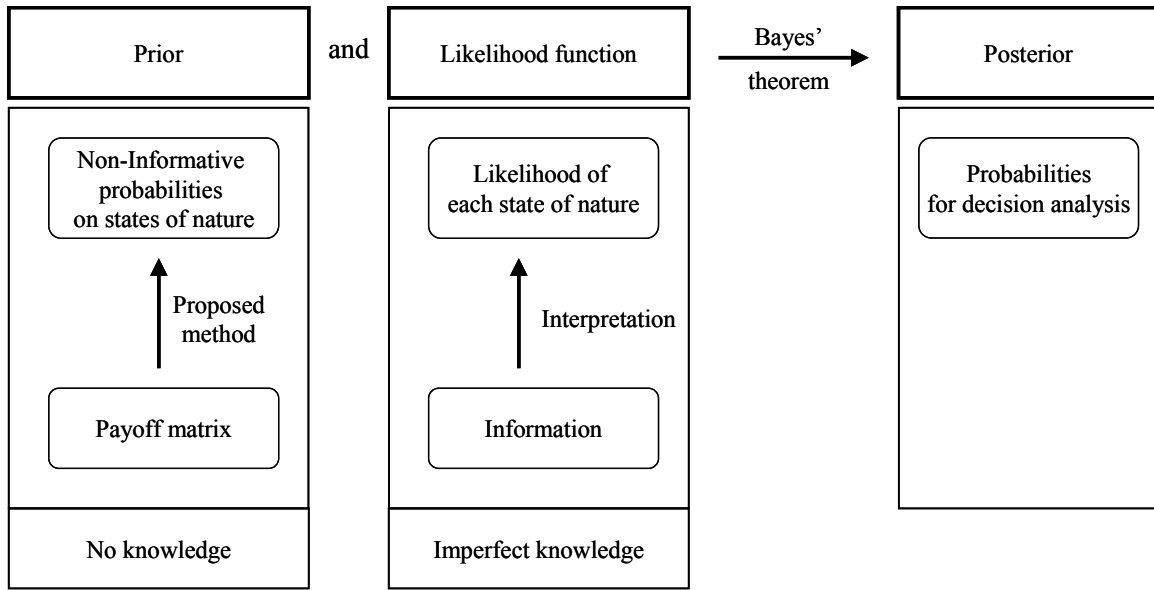 Prior
and
Likelihood function
Bayes’
theorem
Posterior
Non-Informative
probabilities
on states of nature
Proposed
method
Payoff matrix
No knowledge
Likelihood of
each state of nature
Interpretation
Information
Imperfect knowledge
Probabilities
for decision analysis